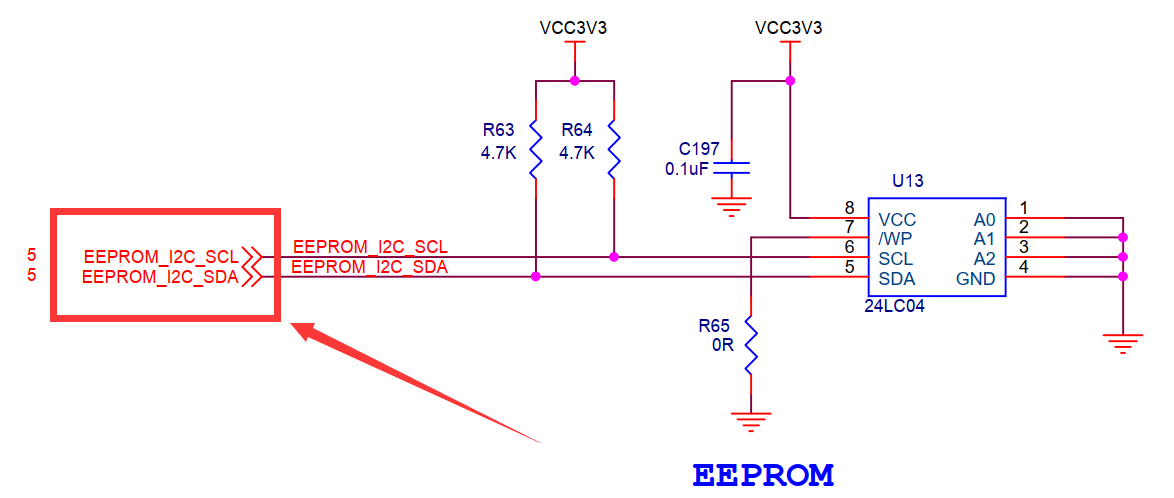 VCC3V3 VCC3V3
R63 R64
4.7K 4.7K
C197
0.1uF
U13
5 EEPROM_I2C_SCL EEPROM_I2C_SCL
5 EEPROM_I2C_SDA EEPROM_I2C_SDA
8 VCC A0 1
7 /WP A1 2
6 SCL A2 3
5 SDA GND 4
24LC04
R65
0R
EEPROM